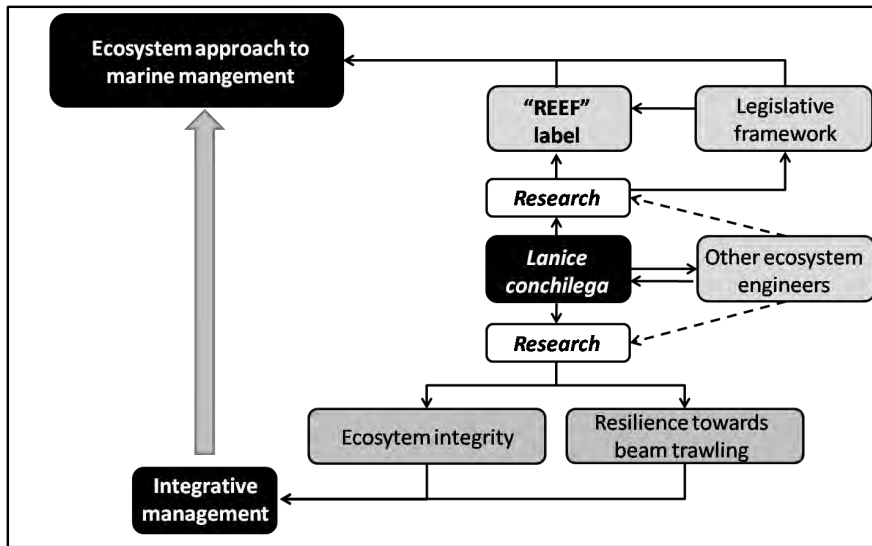 Ecosystem approach to
marine mangement
"REEF"
label
Legislative
framework
Research
Lanice
conchilega
Other ecosystem
engineers
Research
Ecosytem integrity
Resilience towards
beam trawling
Integrative
management